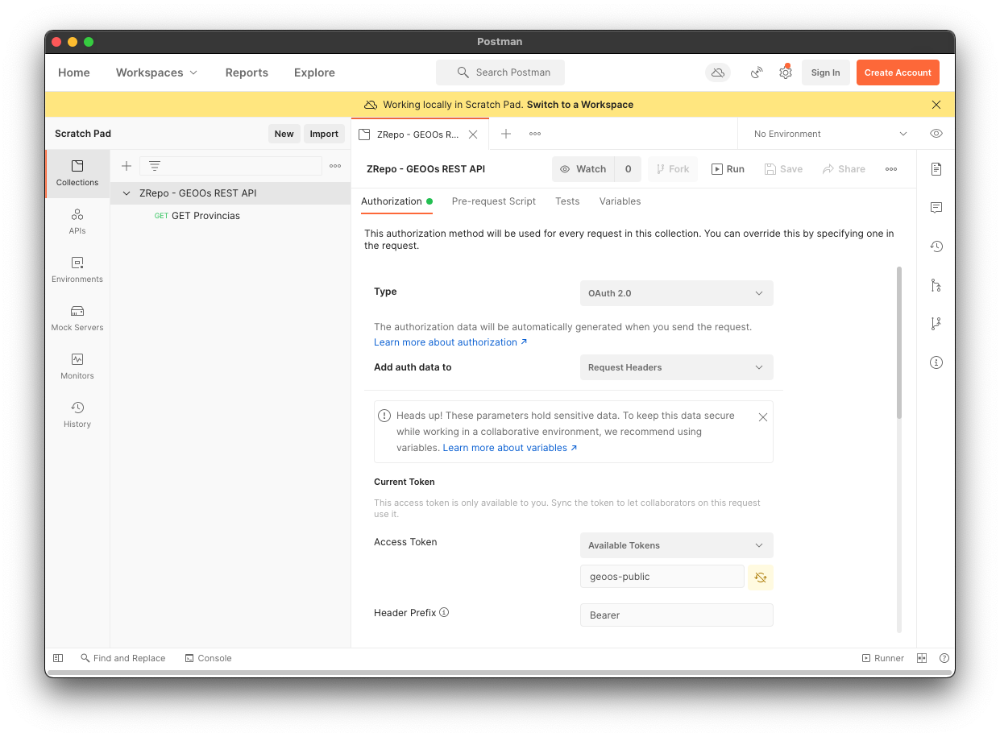 Postman
Home Workspaces Reports Explore Search Postman Sign In Create Account
Working locally in Scratch Pad. Switch to a Workspace
Scratch Pad New Import ZRepo - GEOOs R... No Environment
Collections
APIs
Environments
Mock Servers
Monitors
History
ZRepo - GEOOs REST API
GET GET Provincias
ZRepo - GEOOs REST API Watch 0 Fork Run Save Share
Authorization Pre-request Script Tests Variables
This authorization method will be used for every request in this collection. You can override this by specifying one in
the request.
Type OAuth 2.0
The authorization data will be automatically generated when you send the request.
Learn more about authorization ↗
Add auth data to Request Headers
Heads up! These parameters hold sensitive data. To keep this data secure
while working in a collaborative environment, we recommend using
variables. Learn more about variables ↗
Current Token
This access token is only available to you. Sync the token to let collaborators on this request
use it.
Access Token Available Tokens
geoos-public
Header Prefix Bearer
Find and Replace Console Runner